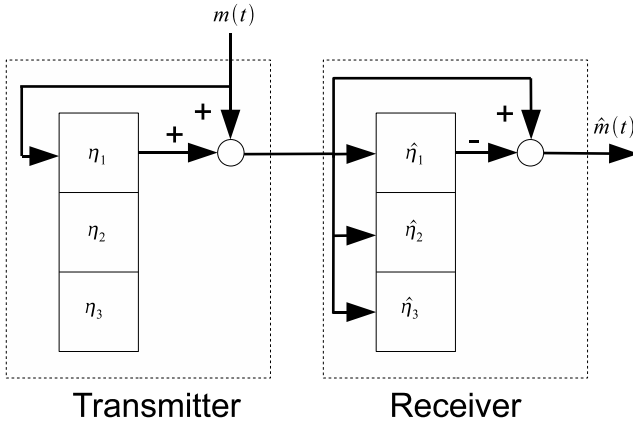 m(t)
+
+
η₁
η₂
η₃
+
-
η̂₁
η̂₂
η̂₃
m̂(t)
Transmitter
Receiver